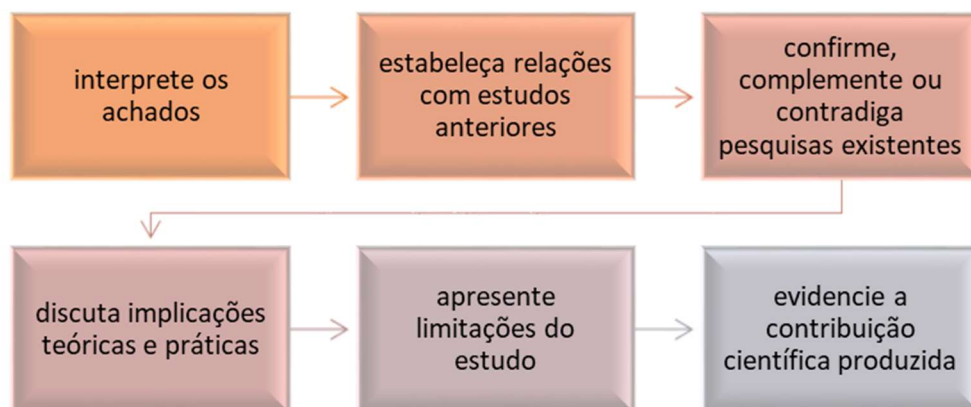 interprete os
achados
estabeleça relações
com estudos
anteriores
confirme,
complemente ou
contradiga
pesquisas existentes
discuta implicações
teóricas e práticas
apresente
limitações do
estudo
evidencie a
contribuição
científica produzida